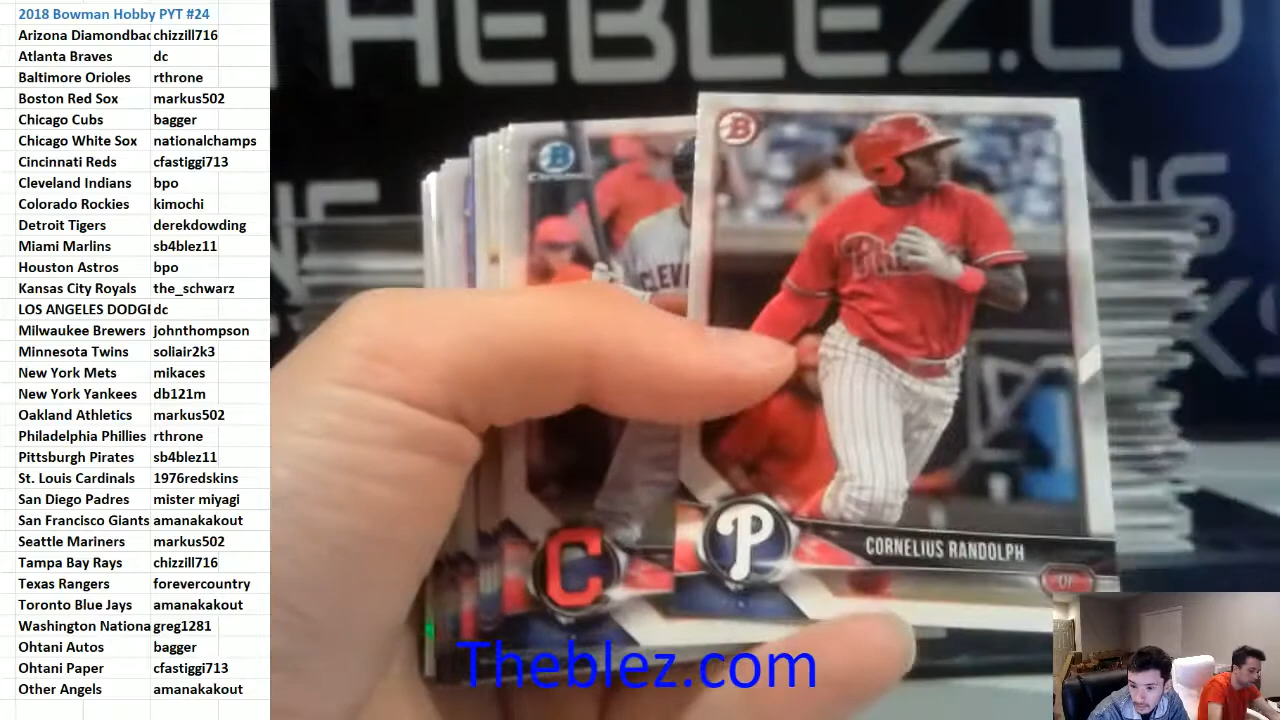 2018 Bowman Hobby PYT #24
Arizona Diamondbac chizzill716
Atlanta Braves dc
Baltimore Orioles rthrone
Boston Red Sox markus502
Chicago Cubs bagger
Chicago White Sox nationalchamps
Cincinnati Reds cfastiggi713
Cleveland Indians bpo
Colorado Rockies kimochi
Detroit Tigers derekdowding
Miami Marlins sb4blez11
Houston Astros bpo
Kansas City Royals the_schwarz
LOS ANGELES DODGE dc
Milwaukee Brewers johnthompson
Minnesota Twins soliair2k3
New York Mets mikaces
New York Yankees db121m
Oakland Athletics markus502
Philadelphia Phillies rthrone
Pittsburgh Pirates sb4blez11
St. Louis Cardinals 1976redskins
San Diego Padres mister miyagi
San Francisco Giants amanakakout
Seattle Mariners markus502
Tampa Bay Rays chizzill716
Texas Rangers forevercountry
Toronto Blue Jays amanakakout
Washington Nationa greg1281
Ohtani Autos bagger
Ohtani Paper cfastiggi713
Other Angels amanakakout
THEBLEZ.CO
B
B
CLEVE
Phillies
C
P
CORNELIUS RANDOLPH
OF
Theblez.com